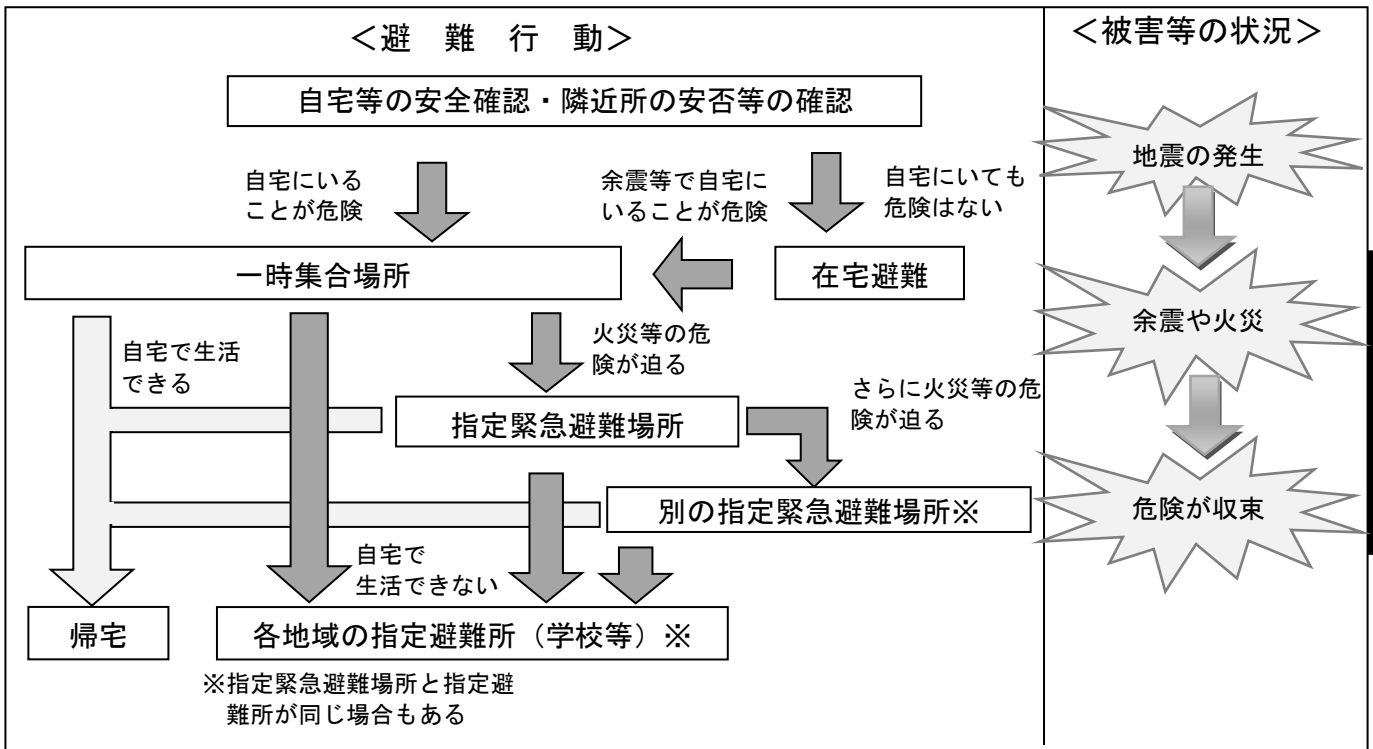 ＜避　難　行　動＞
自宅等の安全確認・隣近所の安否等の確認
自宅にいる
ことが危険
余震等で自宅に
いることが危険
自宅にいても
危険はない
一時集合場所
在宅避難
自宅で生活
できる
火災等の危
険が迫る
指定緊急避難場所
さらに火災等の危
険が迫る
別の指定緊急避難場所※
自宅で
生活できない
帰宅
各地域の指定避難所（学校等）※
※指定緊急避難場所と指定避
難所が同じ場合もある
＜被害等の状況＞
地震の発生
余震や火災
危険が収束